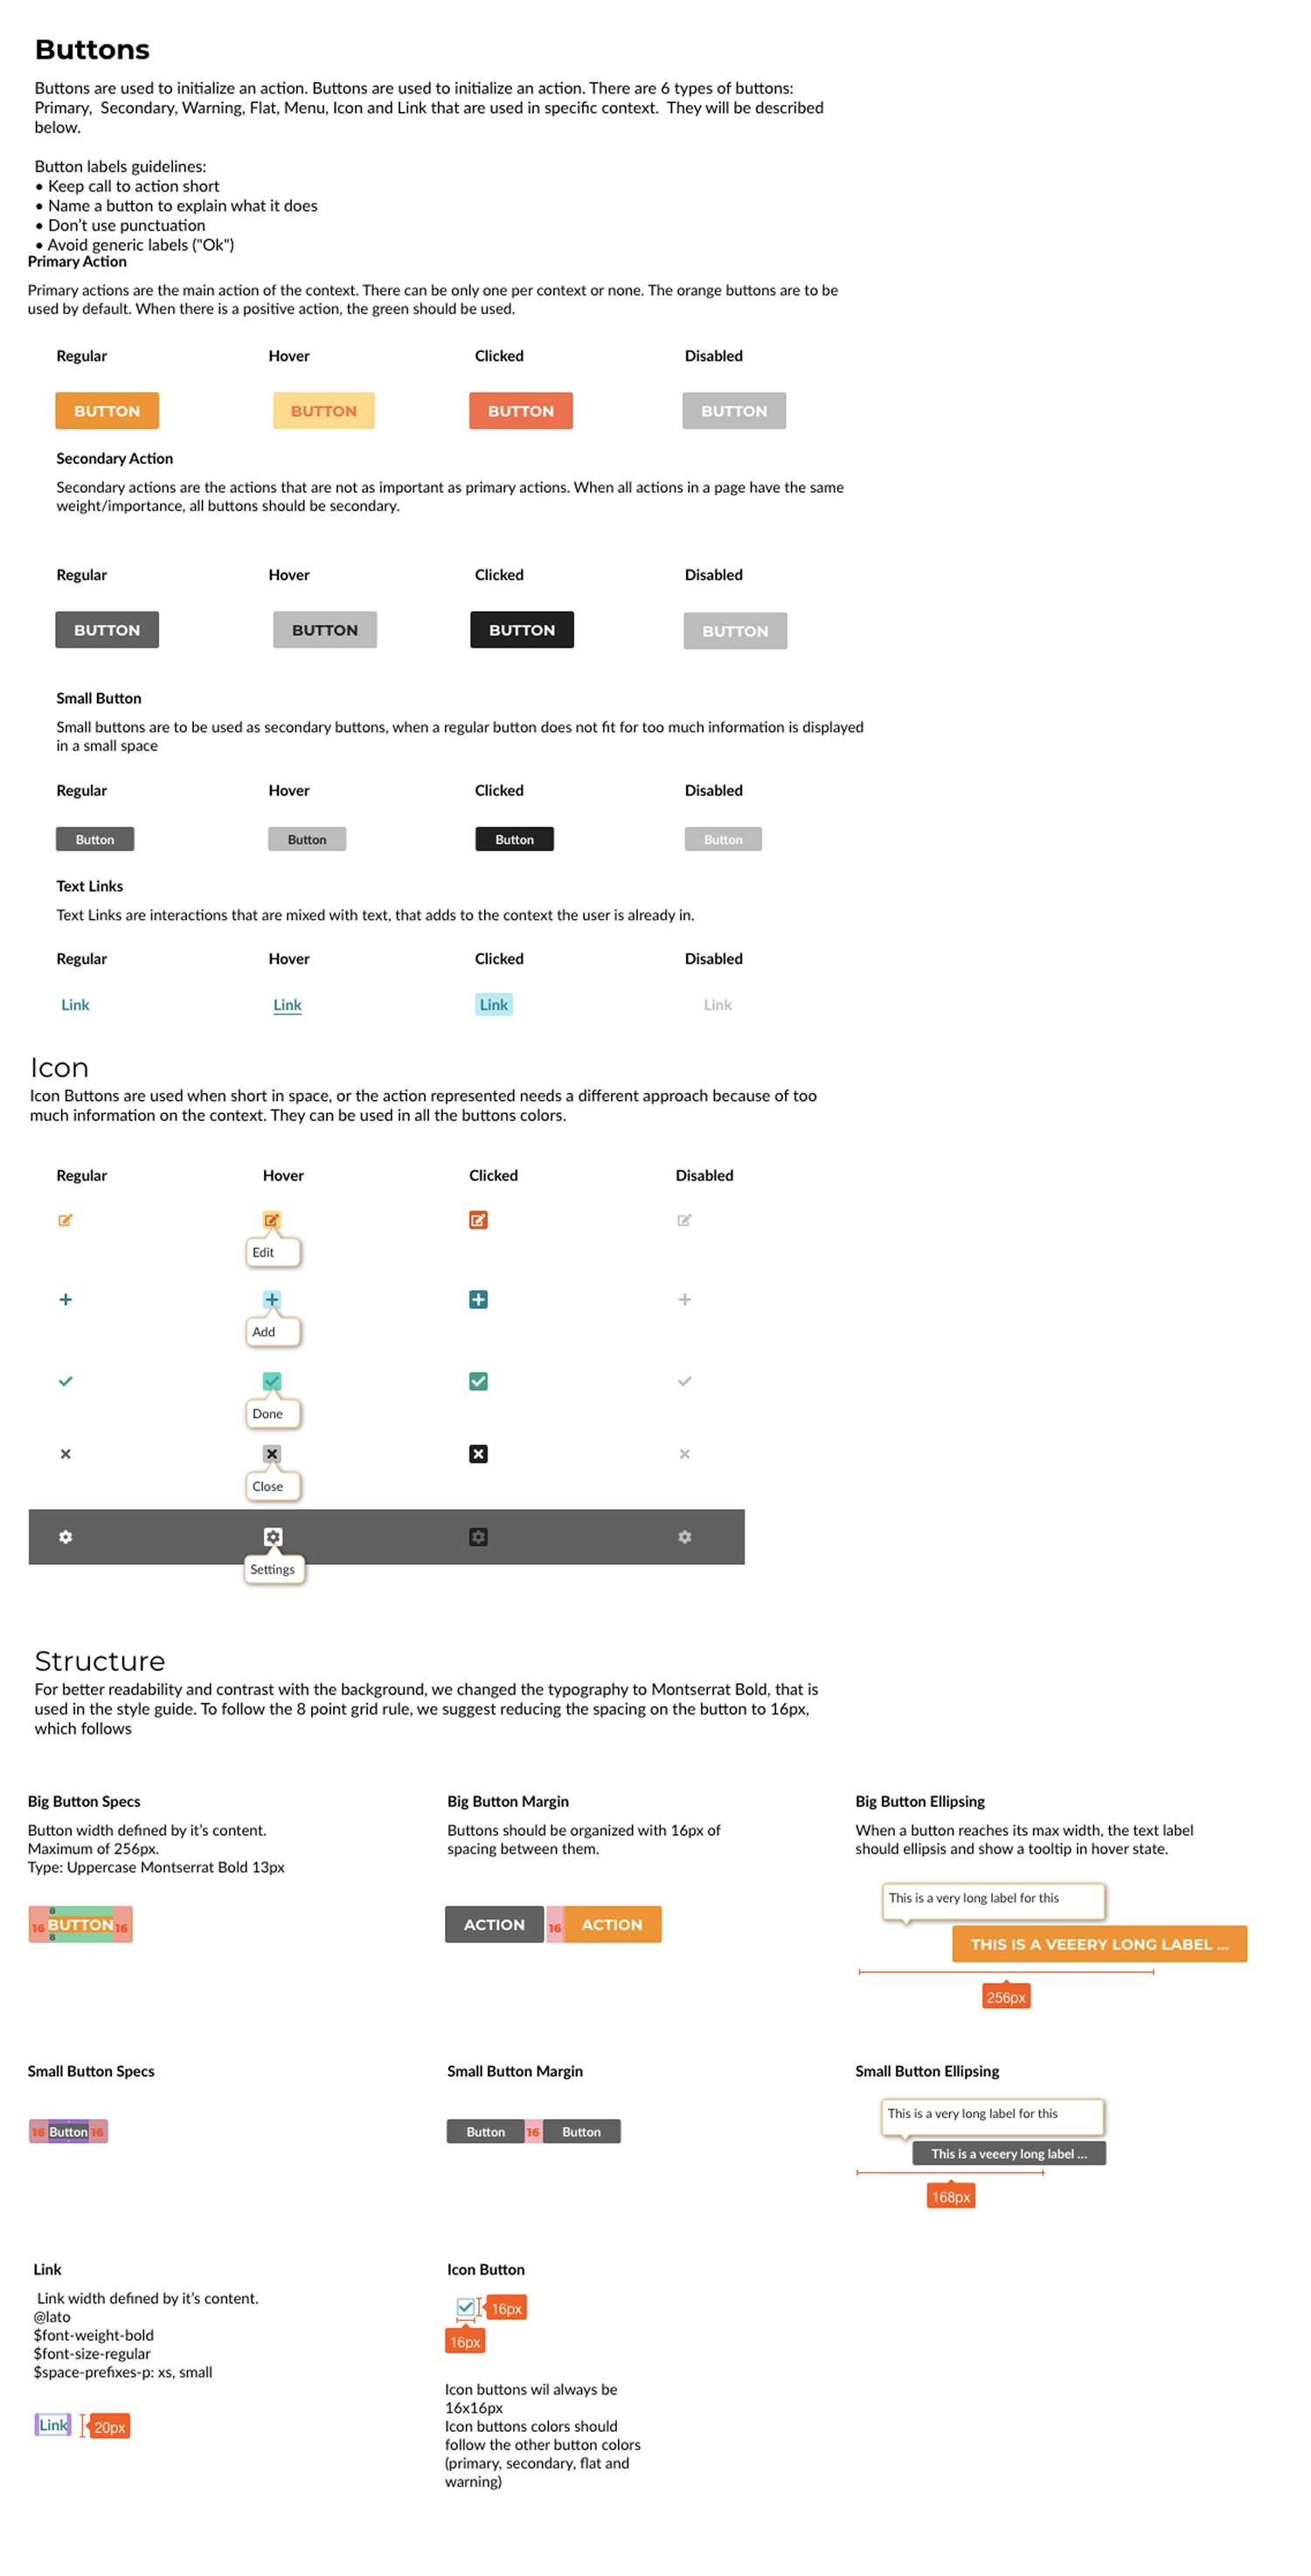 Buttons
Buttons are used to initialize an action. Buttons are used to initialize an action. There are 6 types of buttons:
Primary,  Secondary, Warning, Flat, Menu, Icon and Link that are used in specific context.  They will be described
below.
Button labels guidelines:
• Keep call to action short
• Name a button to explain what it does
• Don't use punctuation
• Avoid generic labels ("Ok")
Primary Action
Primary actions are the main action of the context. There can be only one per context or none. The orange buttons are to be
used by default. When there is a positive action, the green should be used.
Regular Hover Clicked Disabled
BUTTON BUTTON BUTTON BUTTON
Secondary Action
Secondary actions are the actions that are not as important as primary actions. When all actions in a page have the same
weight/importance, all buttons should be secondary.
Regular Hover Clicked Disabled
BUTTON BUTTON BUTTON BUTTON
Small Button
Small buttons are to be used as secondary buttons, when a regular button does not fit for too much information is displayed
in a small space
Regular Hover Clicked Disabled
Button Button Button Button
Text Links
Text Links are interactions that are mixed with text, that adds to the context the user is already in.
Regular Hover Clicked Disabled
Link Link Link Link
Icon
Icon Buttons are used when short in space, or the action represented needs a different approach because of too
much information on the context. They can be used in all the buttons colors.
Regular Hover Clicked Disabled
Edit
Add
Done
Close
Settings
Structure
For better readability and contrast with the background, we changed the typography to Montserrat Bold, that is
used in the style guide. To follow the 8 point grid rule, we suggest reducing the spacing on the button to 16px,
which follows
Big Button Specs
Button width defined by it's content.
Maximum of 256px.
Type: Uppercase Montserrat Bold 13px
8
16 BUTTON 16
8
Big Button Margin
Buttons should be organized with 16px of
spacing between them.
ACTION 16 ACTION
Big Button Ellipsing
When a button reaches its max width, the text label
should ellipsis and show a tooltip in hover state.
This is a very long label for this
THIS IS A VEEERY LONG LABEL ...
256px
Small Button Specs
16 Button 16
Small Button Margin
Button 16 Button
Small Button Ellipsing
This is a very long label for this
This is a veeery long label ...
168px
Link
Link width defined by it's content.
@lato
$font-weight-bold
$font-size-regular
$space-prefixes-p: xs, small
Link 20px
Icon Button
16px
16px
Icon buttons wil always be
16x16px
Icon buttons colors should
follow the other button colors
(primary, secondary, flat and
warning)